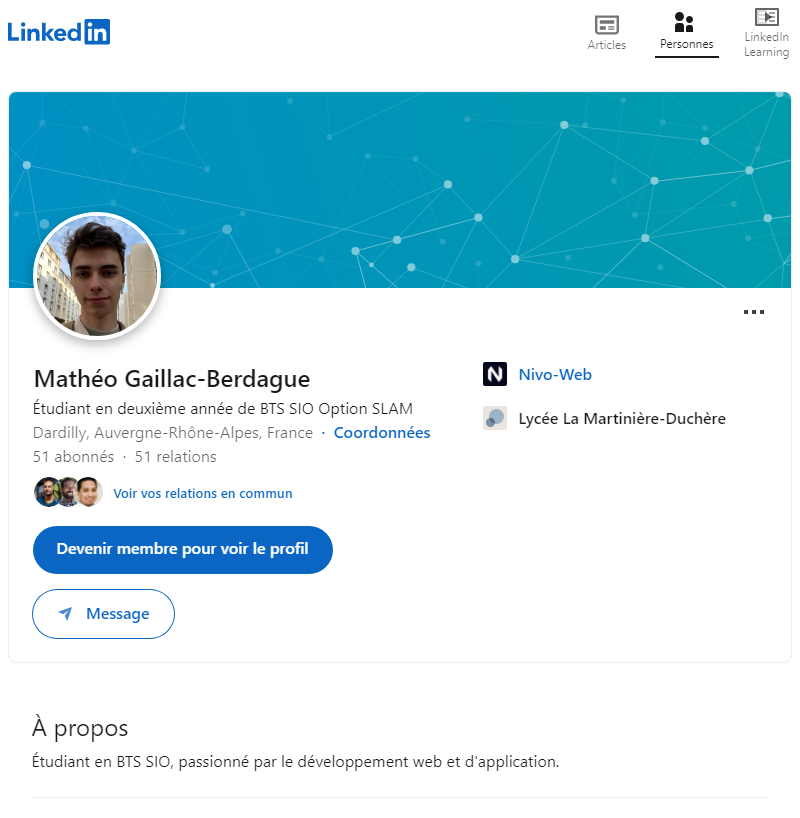 Linked in
Articles
Personnes
LinkedIn
Learning
Mathéo Gaillac-Berdague
Étudiant en deuxième année de BTS SIO Option SLAM
Dardilly, Auvergne-Rhône-Alpes, France · Coordonnées
51 abonnés · 51 relations
Voir vos relations en commun
Devenir membre pour voir le profil
Message
N
Nivo-Web
Lycée La Martinière-Duchère
À propos
Étudiant en BTS SIO, passionné par le développement web et d'application.